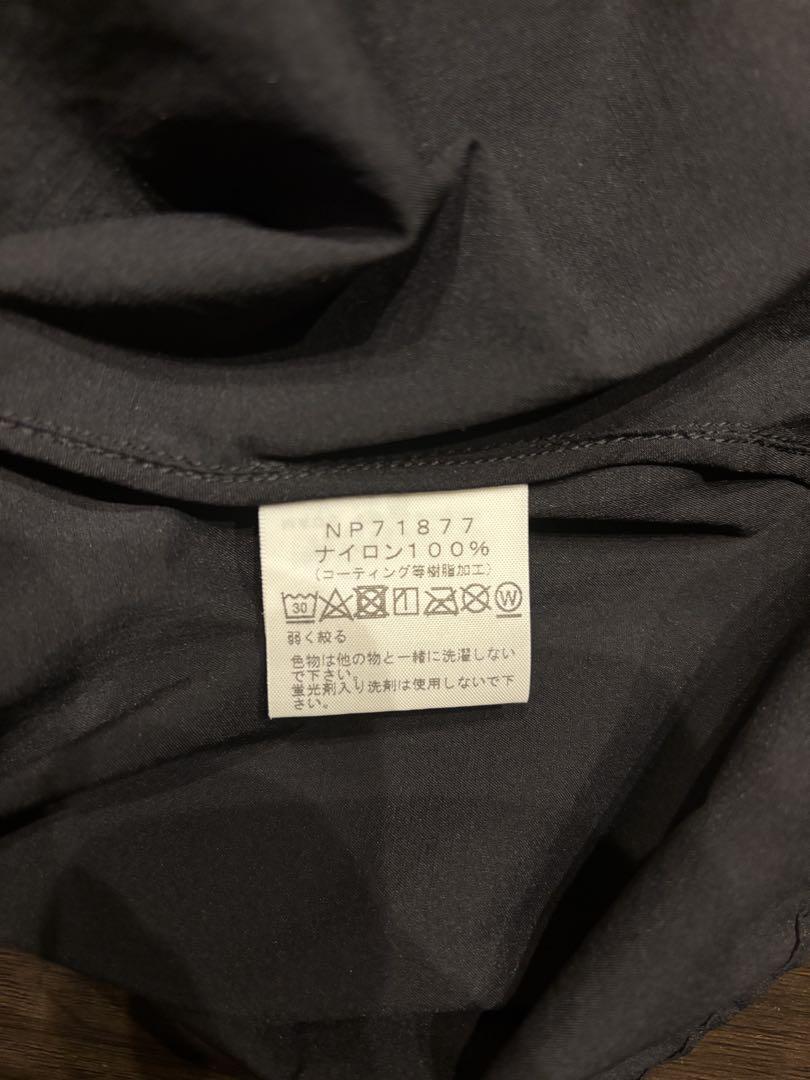 NP71877
ナイロン100%
(コーティング等樹脂加工)
30 W
弱く絞る
色物は他の物と一緒に洗濯しない
で下さい。
蛍光剤入り洗剤は使用しないで下
さい。